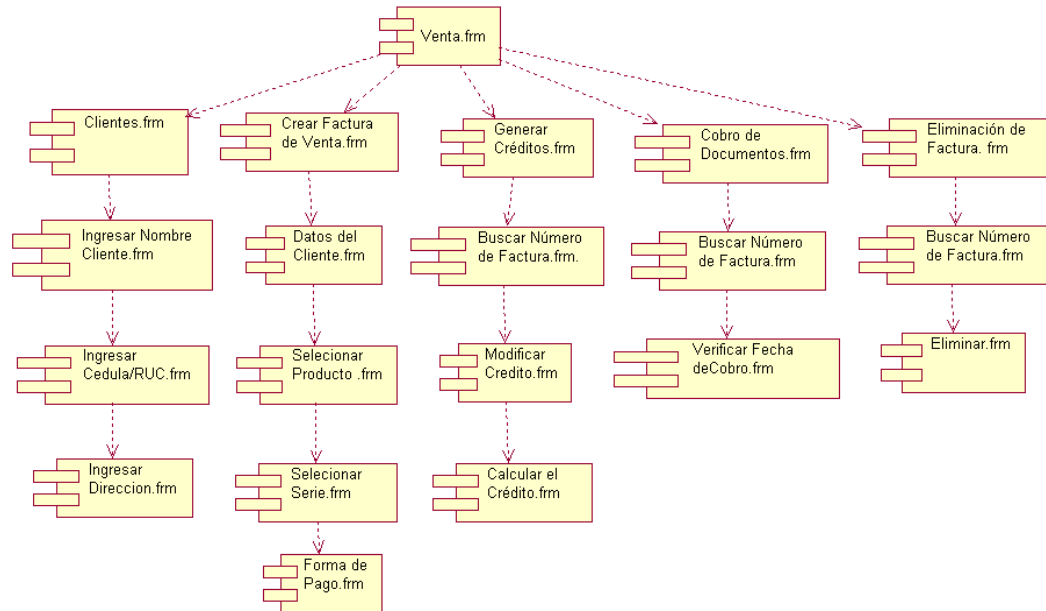 Venta.frm
Clientes.frm
Crear Factura
de Venta.frm
Generar
Créditos.frm
Cobro de
Documentos.frm
Eliminación de
Factura. frm
Ingresar Nombre
Cliente.frm
Datos del
Cliente.frm
Buscar Número
de Factura.frm.
Buscar Número
de Factura.frm
Buscar Número
de Factura.frm
Ingresar
Cedula/RUC.frm
Selecionar
Producto .frm
Modificar
Credito.frm
Verificar Fecha
deCobro.frm
Eliminar.frm
Ingresar
Direccion.frm
Selecionar
Serie.frm
Calcular el
Crédito.frm
Forma de
Pago.frm